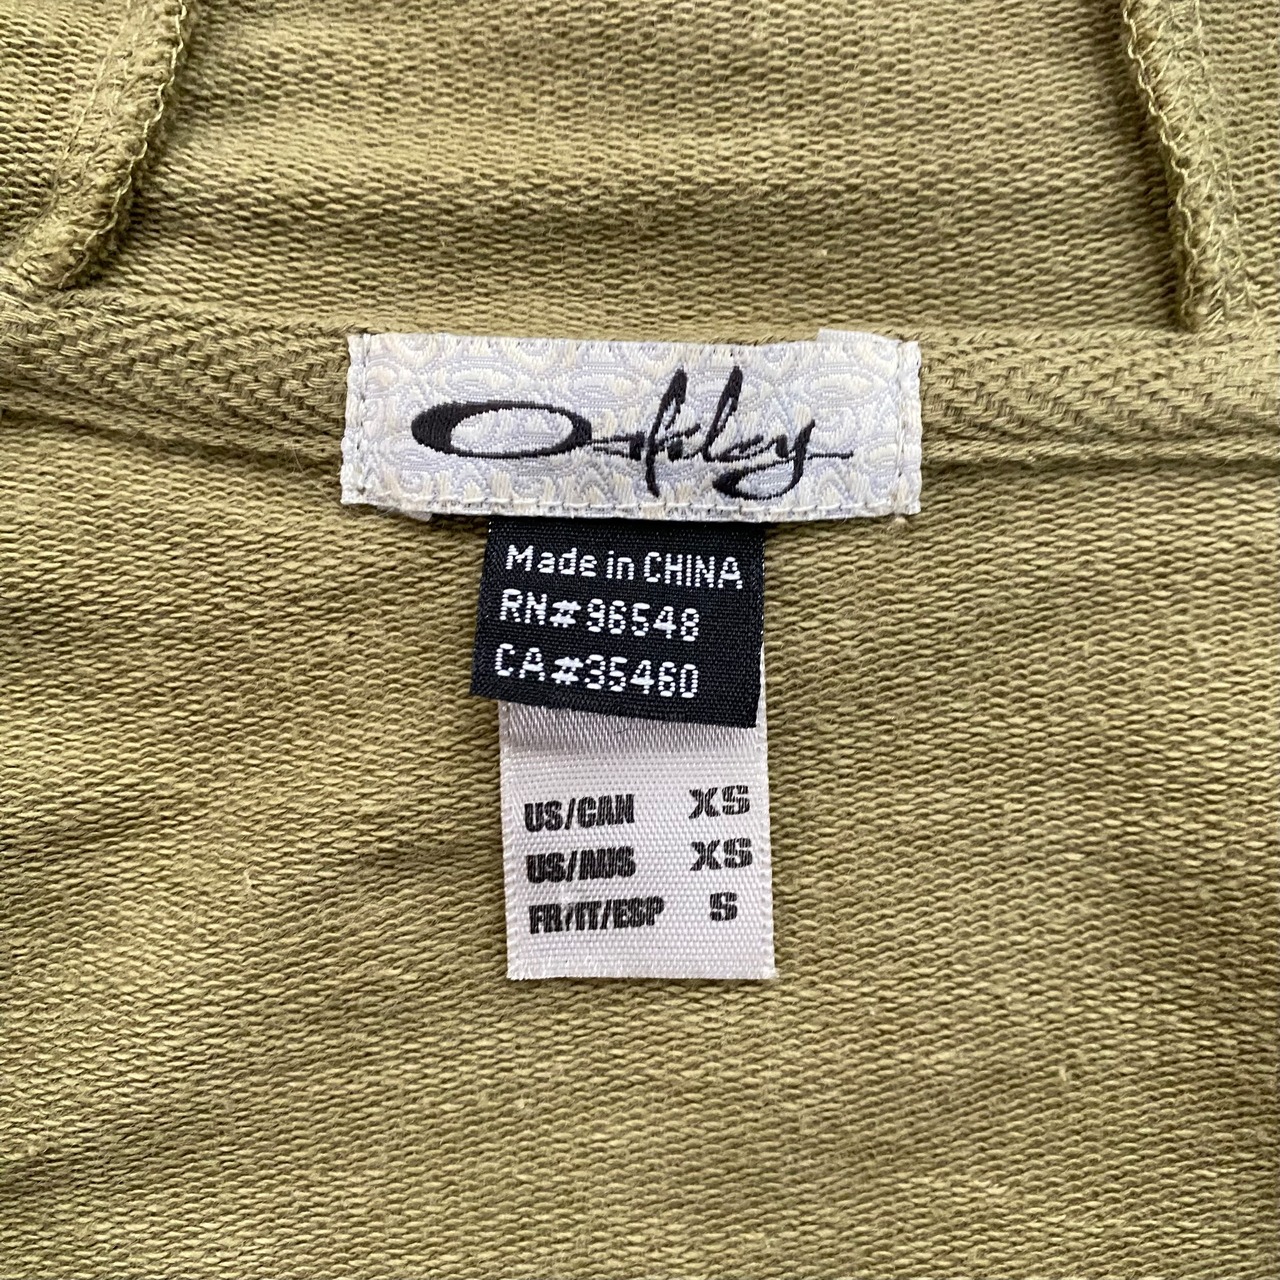 Oakley
Made in CHINA
RN#96548
CA#35460
US/CAN XS
US/AUS XS
FR/IT/ESP S